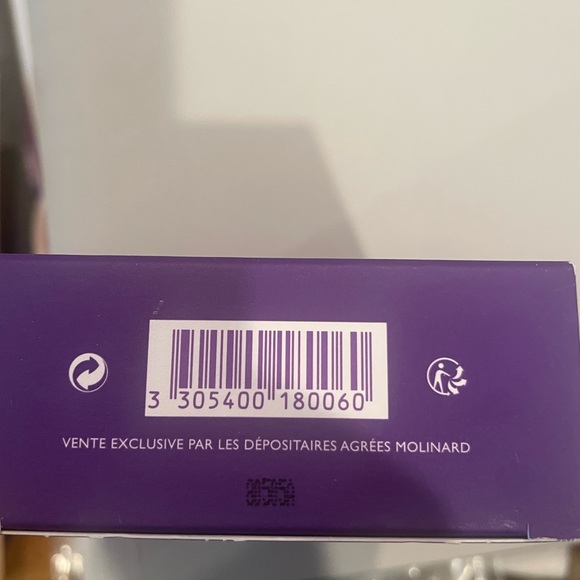 3 305400 180060
VENTE EXCLUSIVE PAR LES DÉPOSITAIRES AGRÉES MOLINARD